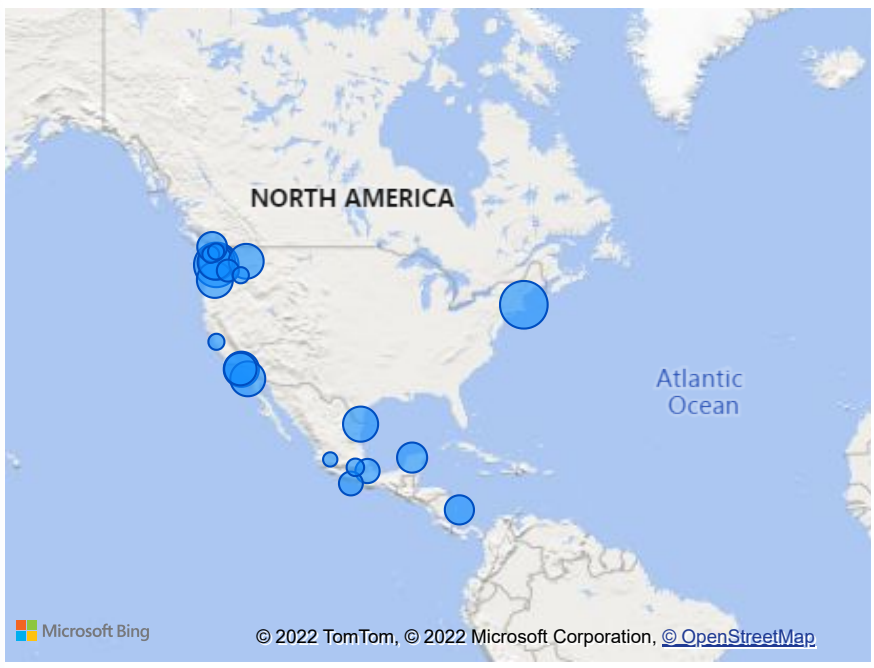 NORTH AMERICA
Atlantic
Ocean
Microsoft Bing
© 2022 TomTom, © 2022 Microsoft Corporation, © OpenStreetMap